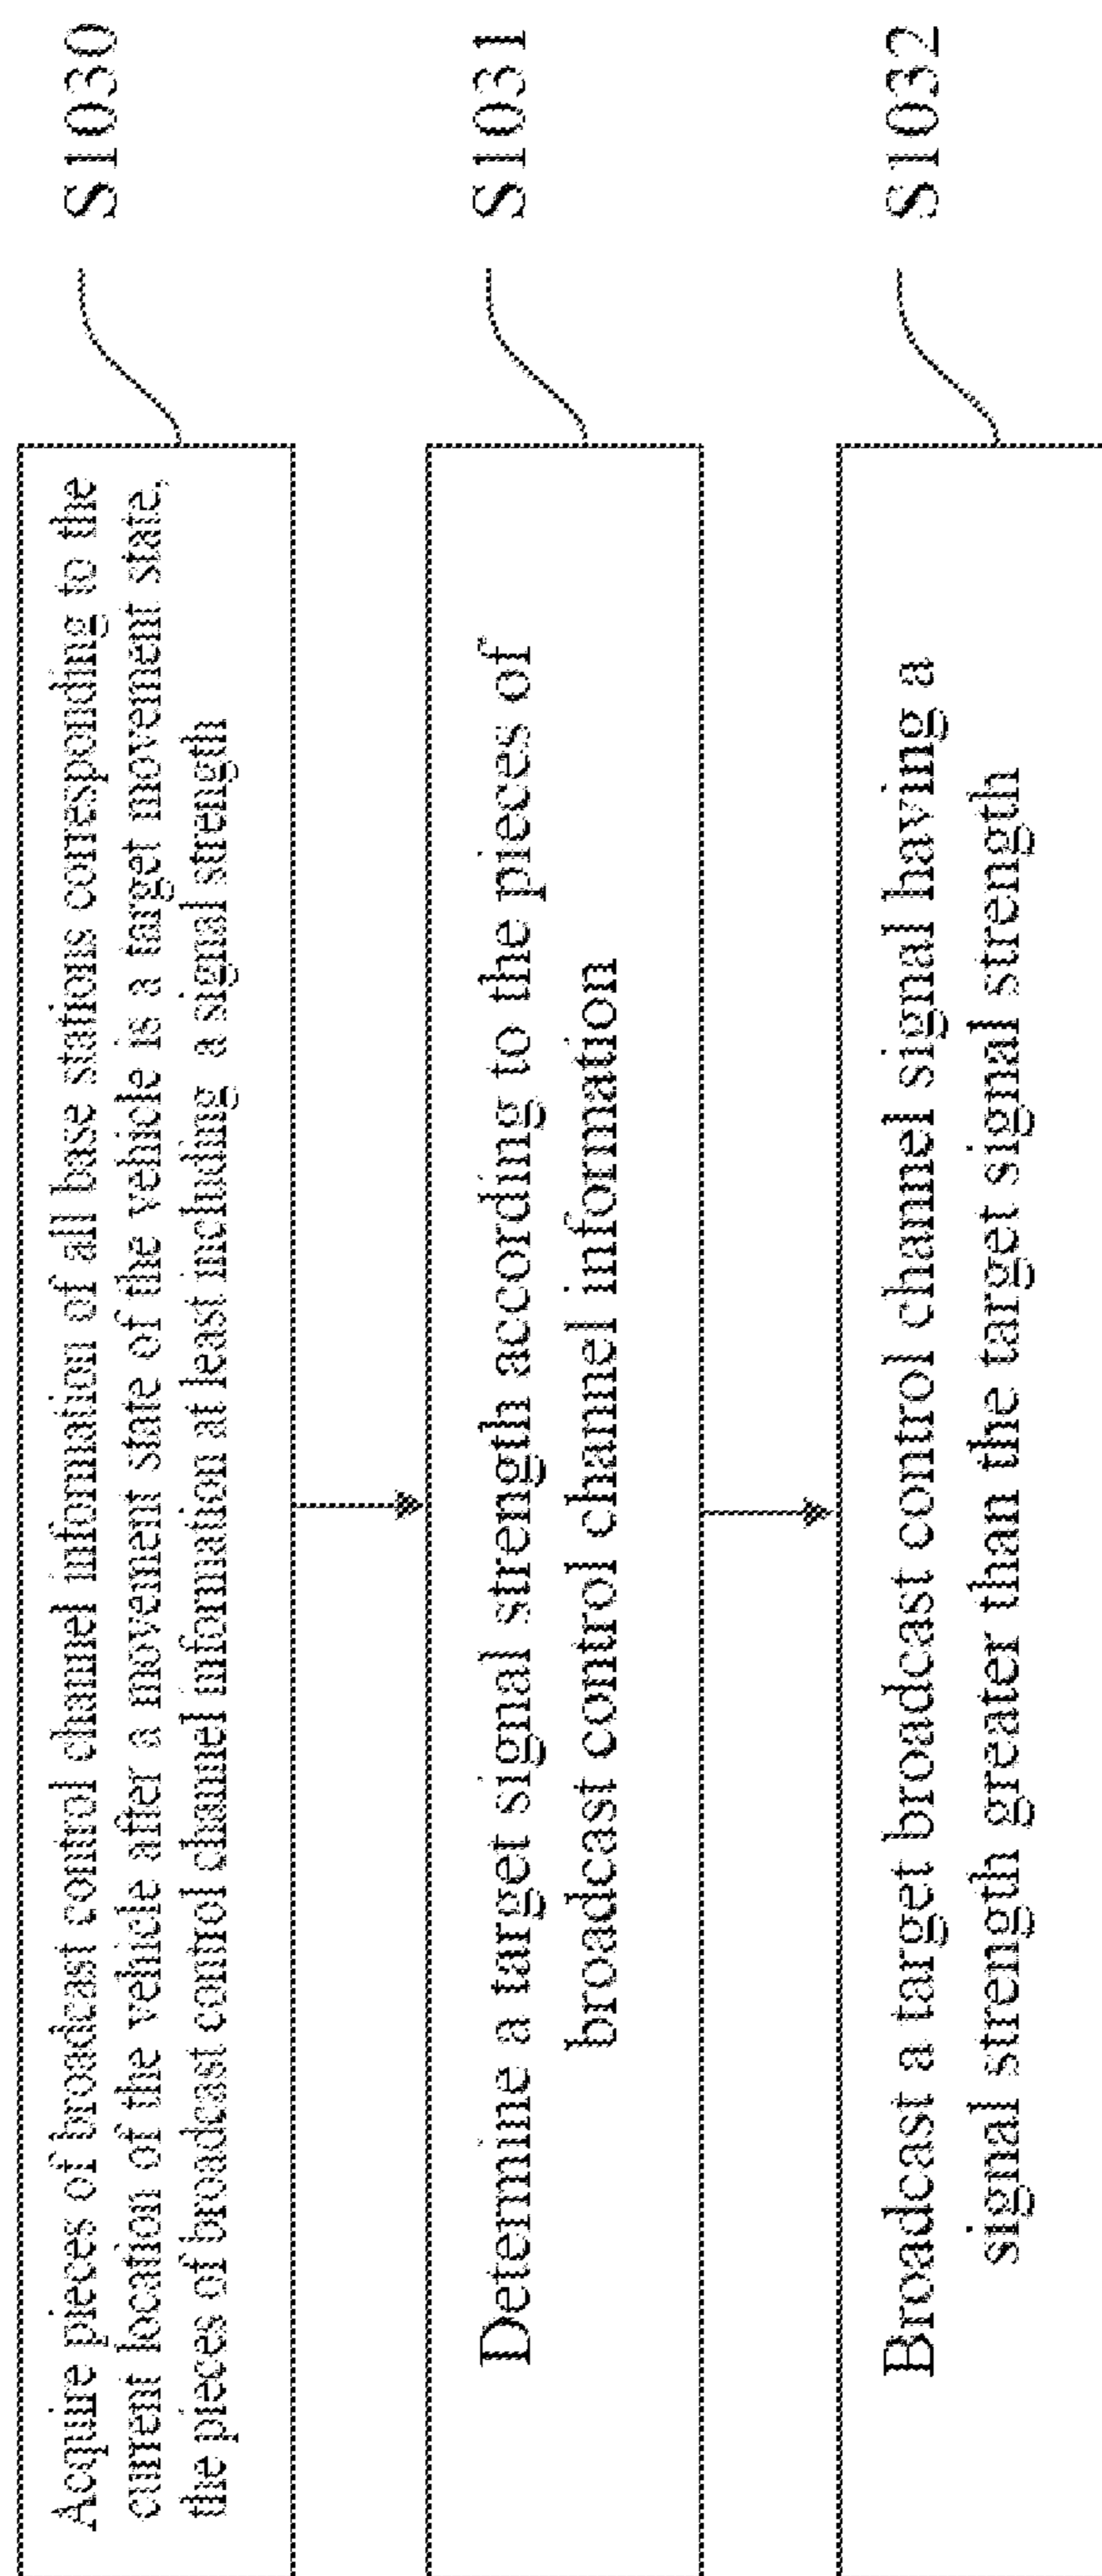 Acquire pieces of broadcast control channel information of all base stations corresponding to the
current location of the vehicle after a movement state of the vehicle is a target movement state,
the pieces of broadcast control channel information at least including a signal strength
S1030
Determine a target signal strength according to the pieces of
broadcast control channel information
S1031
Broadcast a target broadcast control channel signal having a
signal strength greater than the target signal strength
S1032